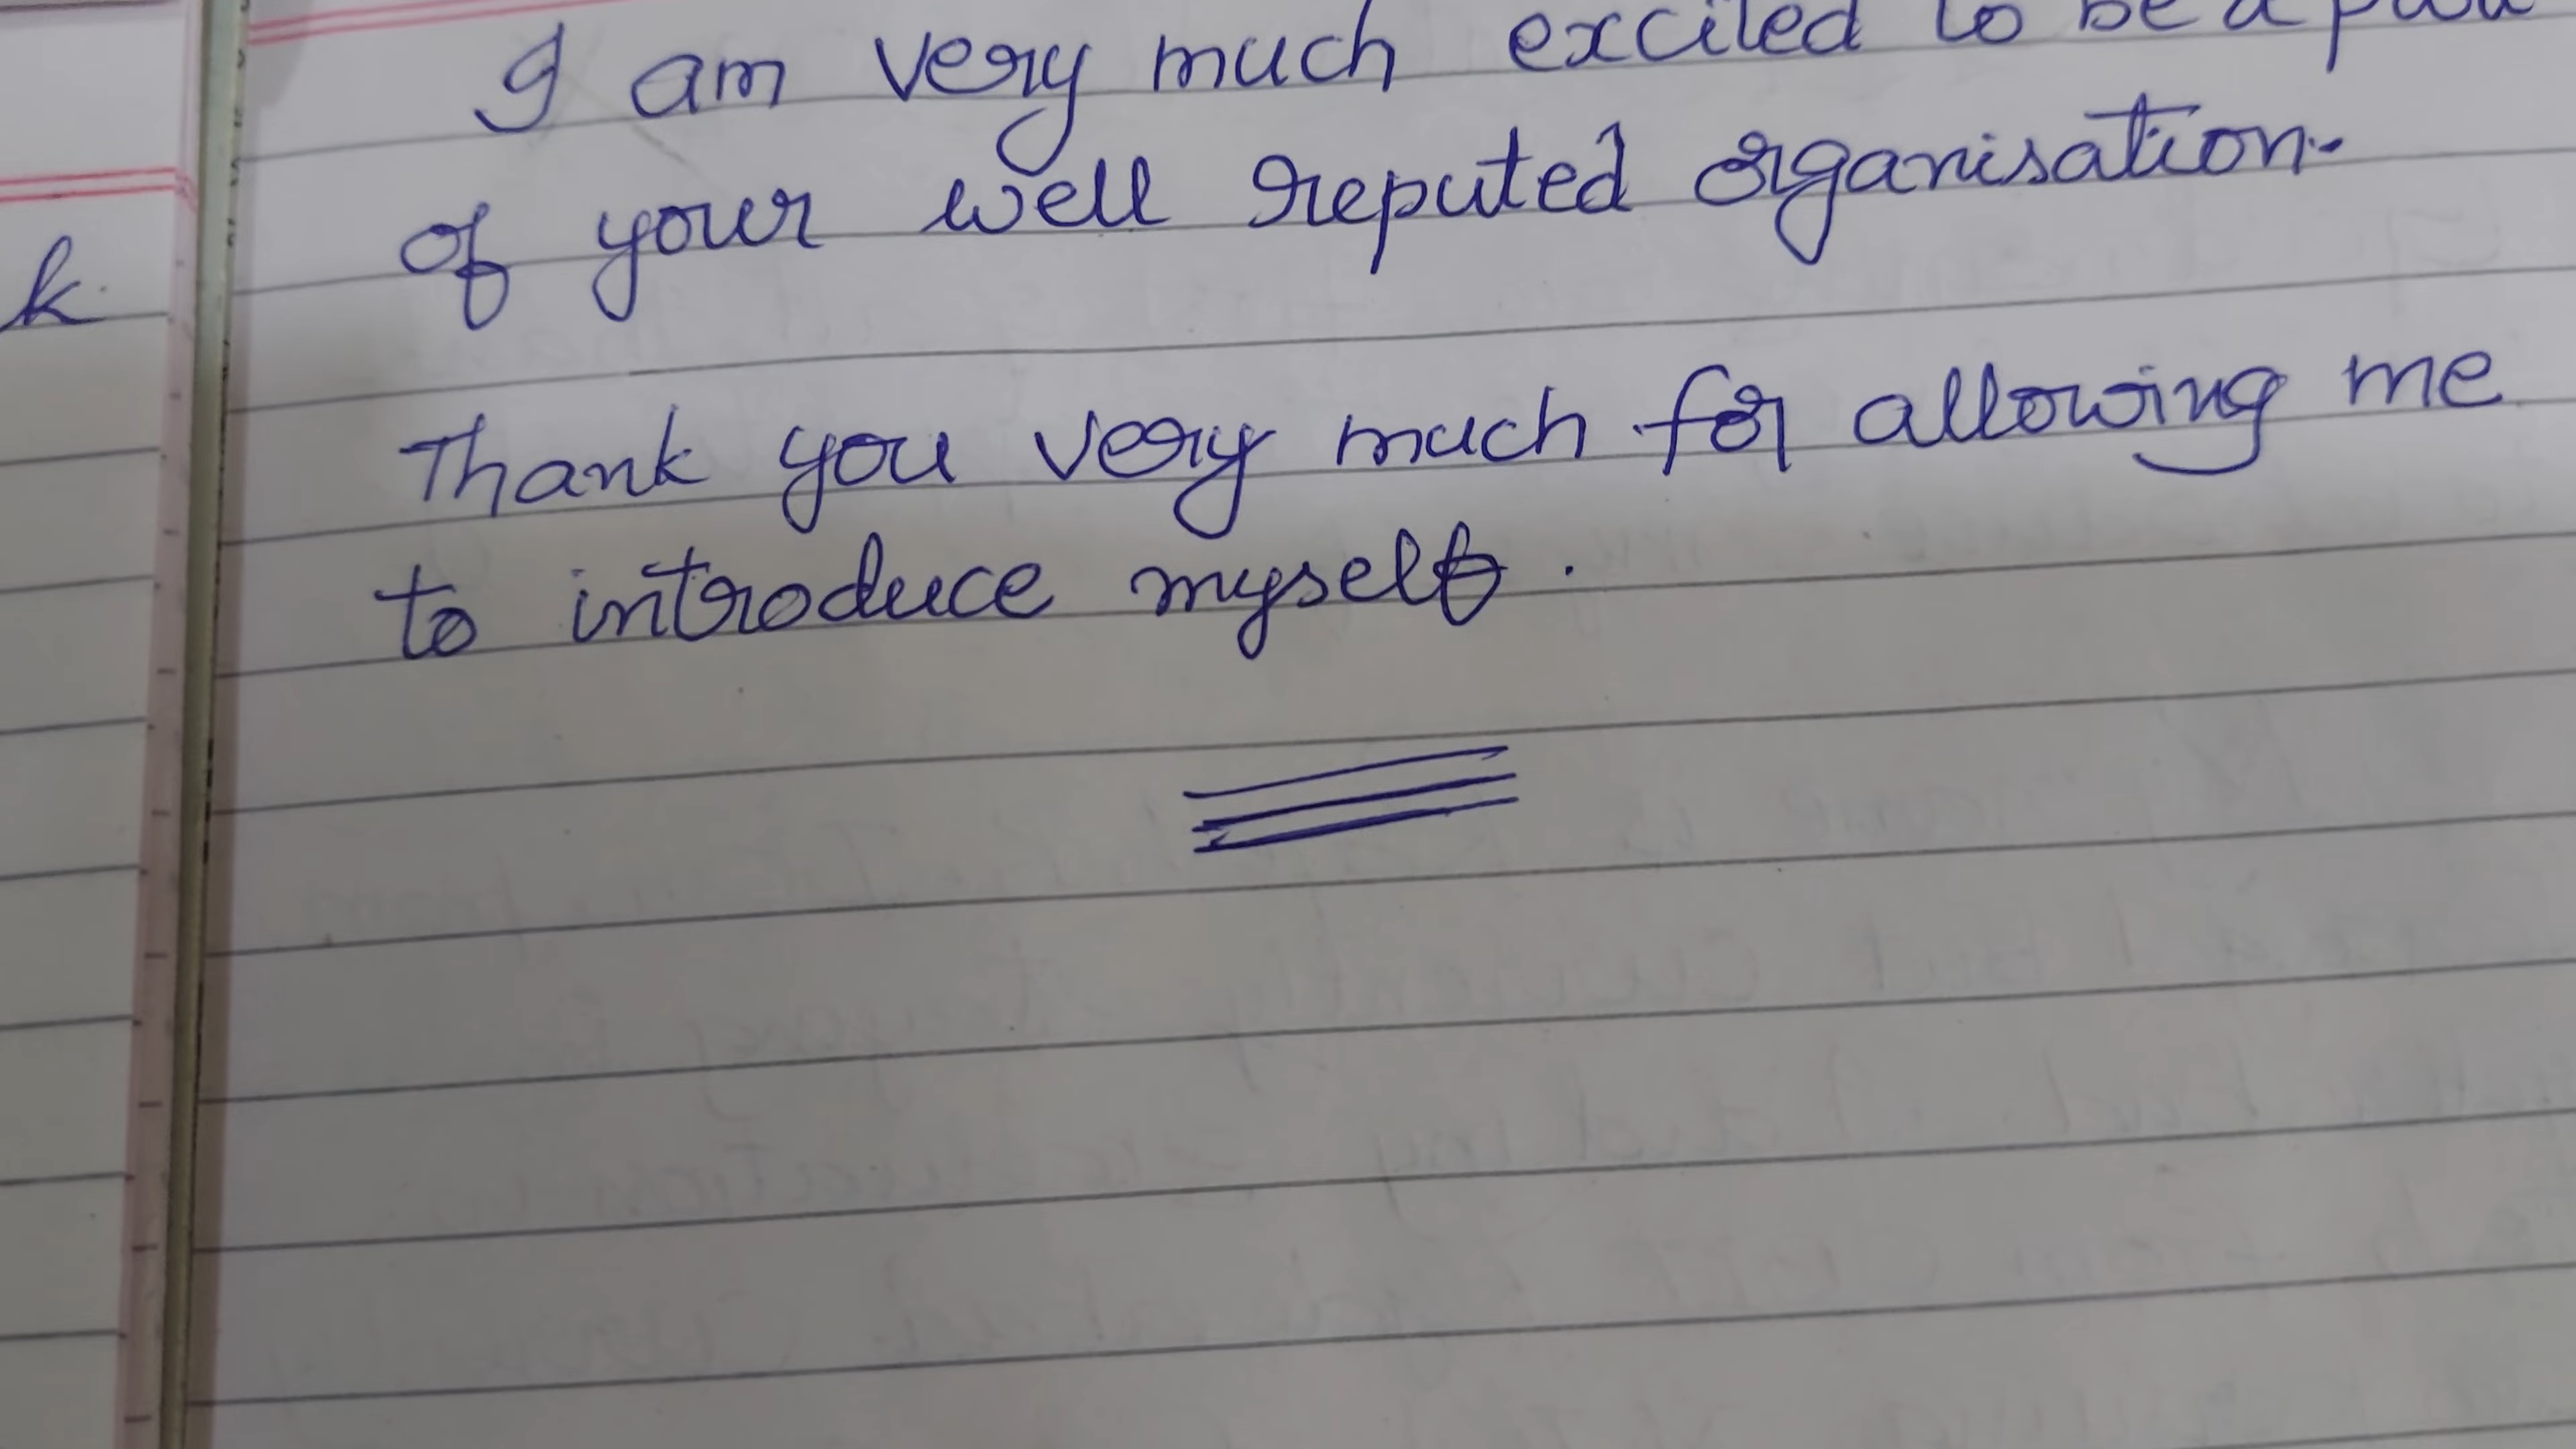 I am very much excited to be a part
of your well reputed organisation.
k
Thank you very much for allowing me
to introduce myself.